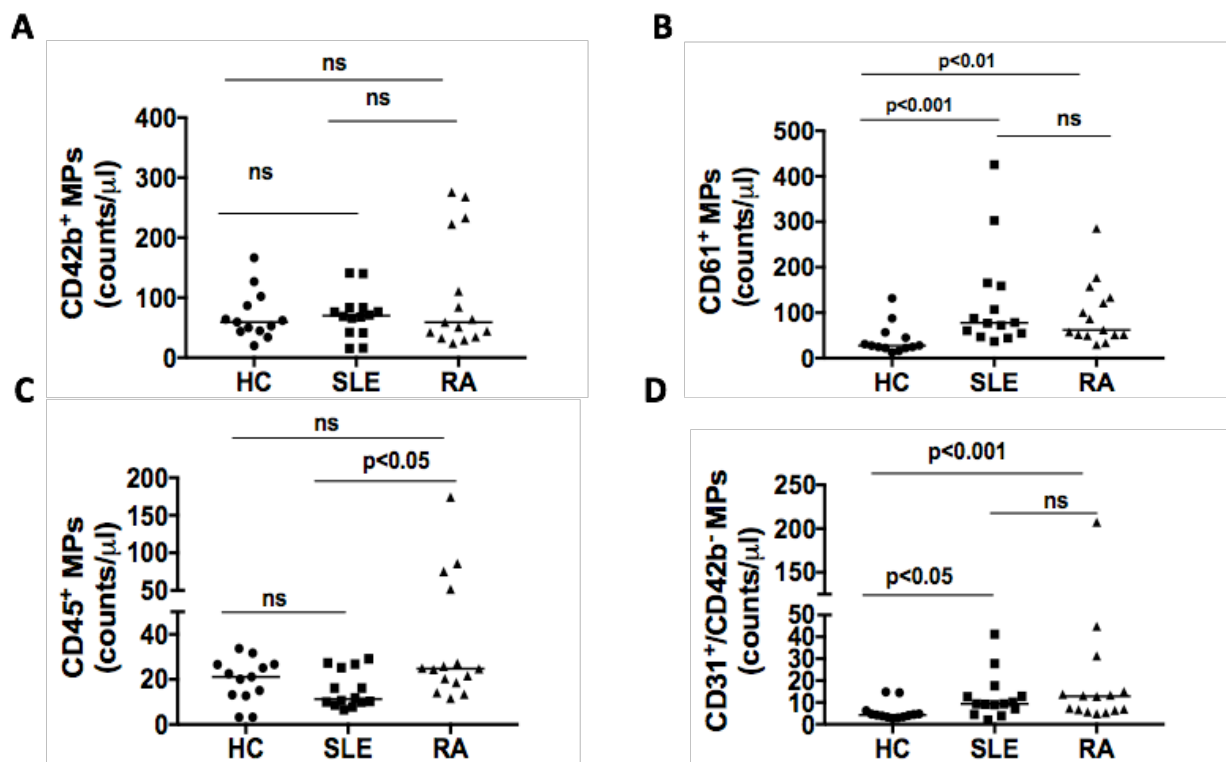 A
ns
ns
ns
400
300
200
100
0
CD42b⁺ MPs
(counts/μl)
HC SLE RA
B
p<0.01
p<0.001
ns
500
400
300
200
100
0
CD61⁺ MPs
(counts/μl)
HC SLE RA
C
ns
p<0.05
ns
200
150
100
50
40
20
0
CD45⁺ MPs
(counts/μl)
HC SLE RA
D
p<0.001
ns
p<0.05
250
200
150
100
50
40
30
20
10
0
CD31⁺/CD42b⁻ MPs
(counts/μl)
HC SLE RA